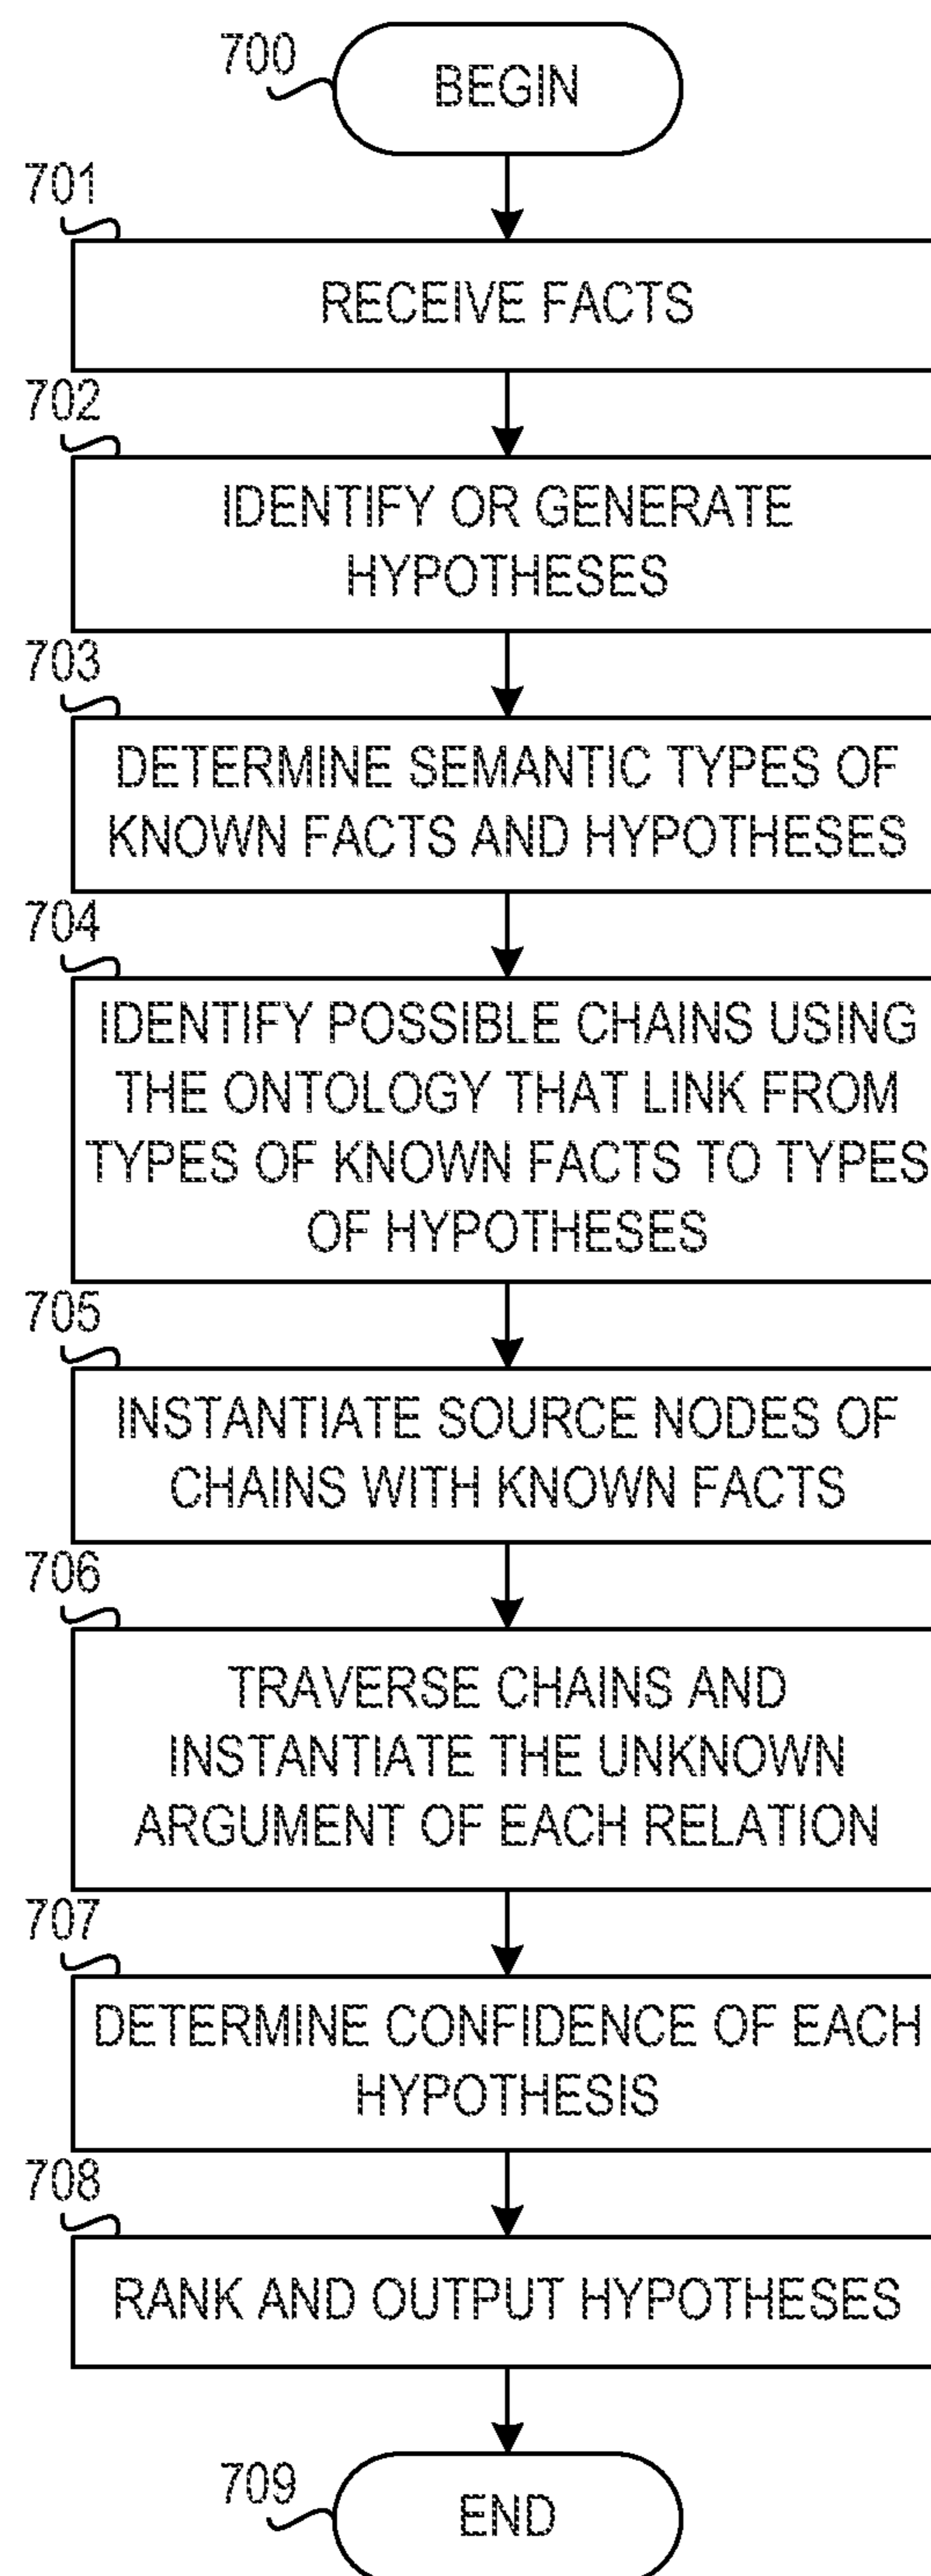 700
BEGIN
701
RECEIVE FACTS
702
IDENTIFY OR GENERATE
HYPOTHESES
703
DETERMINE SEMANTIC TYPES OF
KNOWN FACTS AND HYPOTHESES
704
IDENTIFY POSSIBLE CHAINS USING
THE ONTOLOGY THAT LINK FROM
TYPES OF KNOWN FACTS TO TYPES
OF HYPOTHESES
705
INSTANTIATE SOURCE NODES OF
CHAINS WITH KNOWN FACTS
706
TRAVERSE CHAINS AND
INSTANTIATE THE UNKNOWN
ARGUMENT OF EACH RELATION
707
DETERMINE CONFIDENCE OF EACH
HYPOTHESIS
708
RANK AND OUTPUT HYPOTHESES
709
END